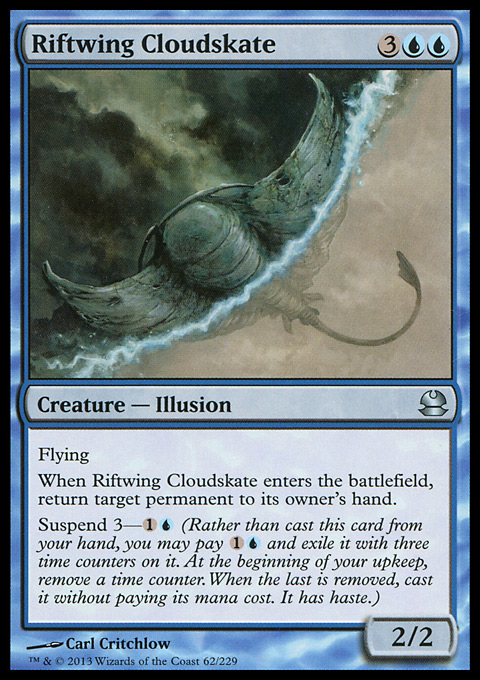 Riftwing Cloudskate 3
Creature — Illusion
Flying
When Riftwing Cloudskate enters the battlefield,
return target permanent to its owner's hand.
Suspend 3—1 (Rather than cast this card from
your hand, you may pay 1 and exile it with three
time counters on it. At the beginning of your upkeep,
remove a time counter. When the last is removed, cast
it without paying its mana cost. It has haste.)
2/2
Carl Critchlow
™ & © 2013 Wizards of the Coast 62/229